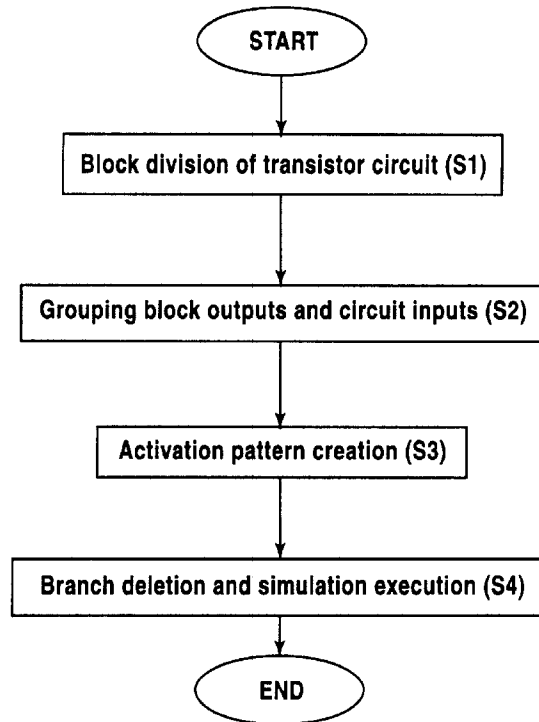 START
Block division of transistor circuit (S1)
Grouping block outputs and circuit inputs (S2)
Activation pattern creation (S3)
Branch deletion and simulation execution (S4)
END